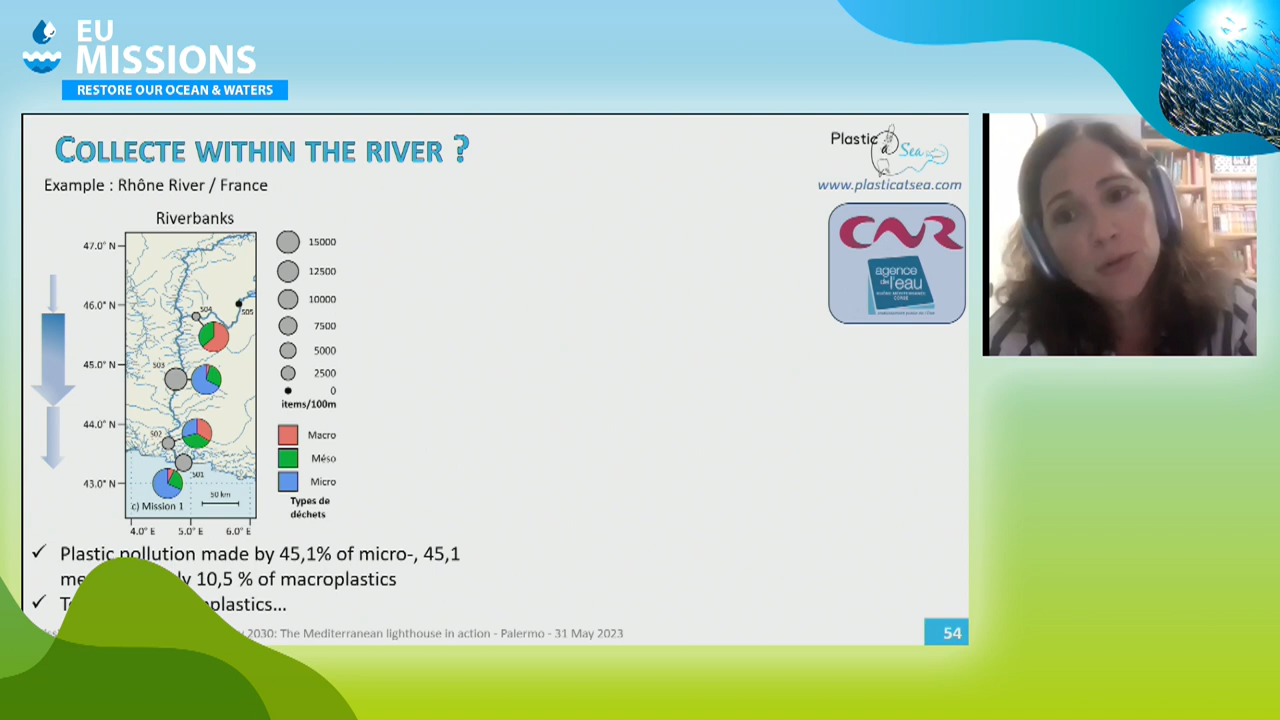 EU
MISSIONS
RESTORE OUR OCEAN & WATERS
COLLECTE WITHIN THE RIVER ?
Example : Rhône River / France
Plastic
à
Sea
www.plasticatsea.com
CNR
agence
de l'eau
RHÔNE MÉDITERRANÉE
CORSE
Riverbanks
47.0° N
46.0° N
45.0° N
44.0° N
43.0° N
4.0° E 5.0° E 6.0° E
S04
S05
S03
S02
S01
50 km
c) Mission 1
15000
12500
10000
7500
5000
2500
0
items/100m
Macro
Méso
Micro
Types de
déchets
✓ Plastic pollution made by 45,1% of micro-, 45,1
10,5 % of macroplastics
✓
2030: The Mediterranean lighthouse in action - Palermo - 31 May 2023
54